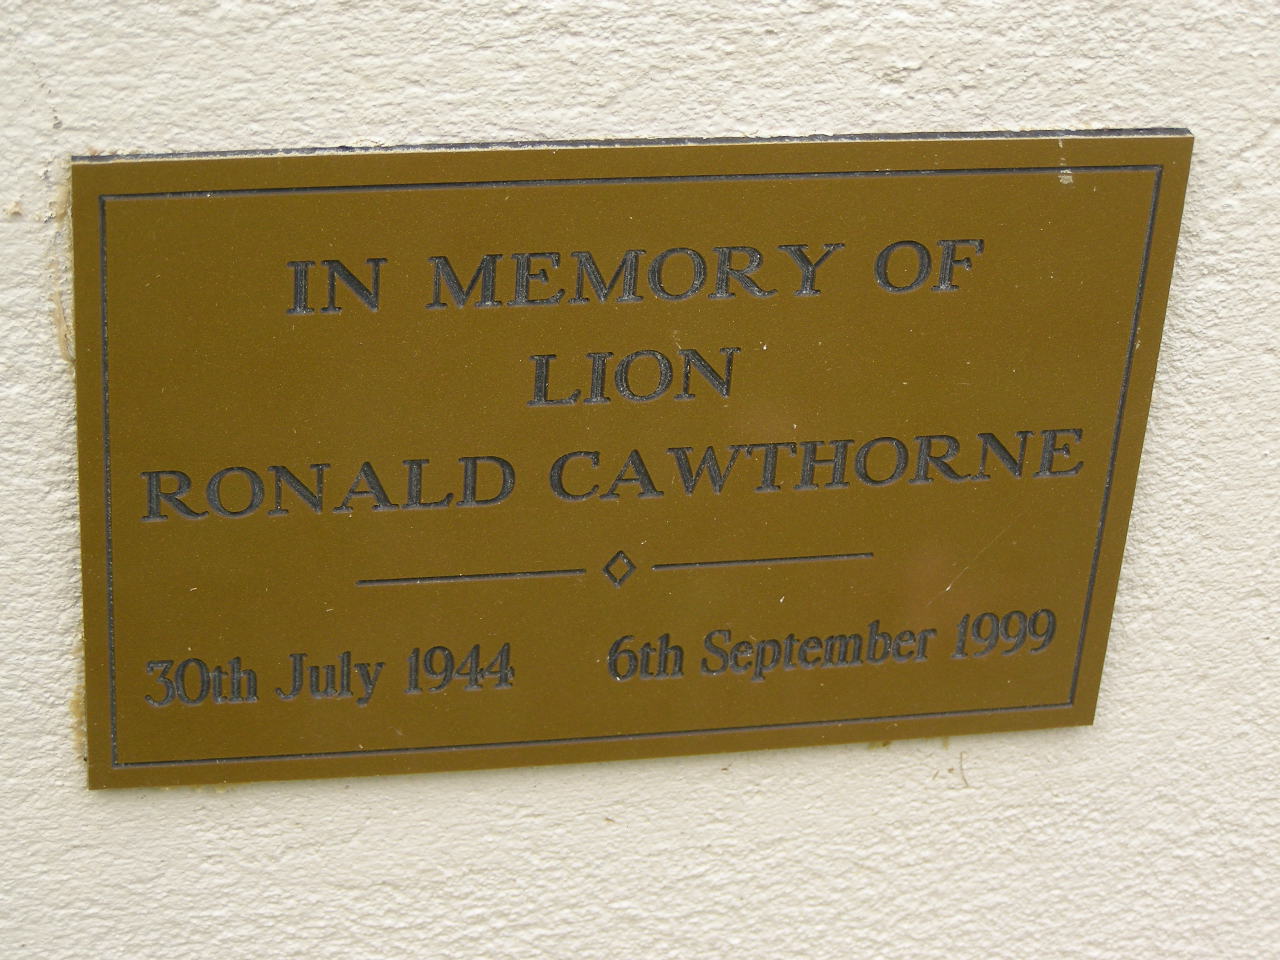 IN MEMORY OF
LION
RONALD CAWTHORNE
30th July 1944 6th September 1999